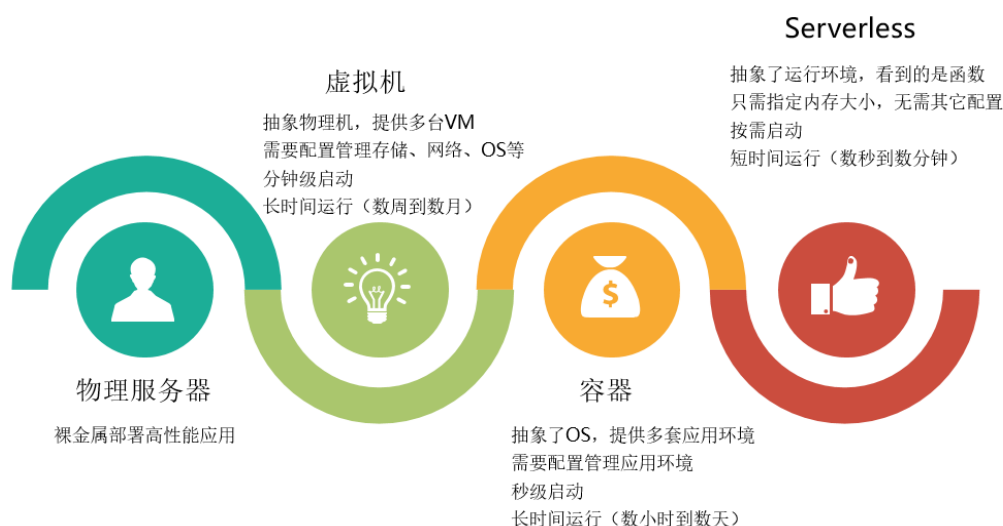 物理服务器
裸金属部署高性能应用
虚拟机
抽象物理机，提供多台VM
需要配置管理存储、网络、OS等
分钟级启动
长时间运行（数周到数月）
容器
抽象了OS，提供多套应用环境
需要配置管理应用环境
秒级启动
长时间运行（数小时到数天）
Serverless
抽象了运行环境，看到的是函数
只需指定内存大小，无需其它配置
按需启动
短时间运行（数秒到数分钟）
$